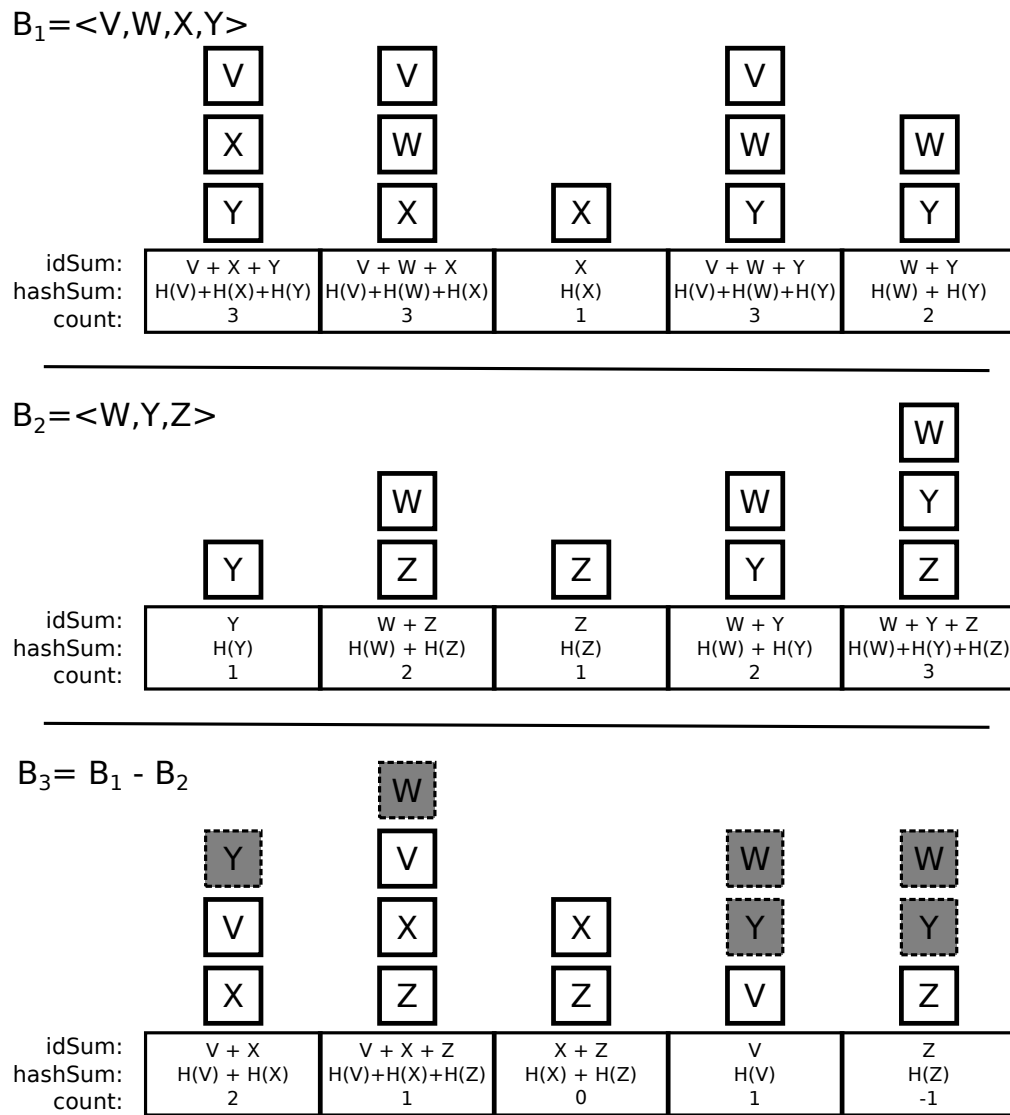 B₁=<V,W,X,Y>
V V V
X W W W
Y X X Y Y
idSum: V + X + Y V + W + X X V + W + Y W + Y
hashSum: H(V)+H(X)+H(Y) H(V)+H(W)+H(X) H(X) H(V)+H(W)+H(Y) H(W) + H(Y)
count: 3 3 1 3 2
B₂=<W,Y,Z>
W
W W Y
Y Z Z Y Z
idSum: Y W + Z Z W + Y W + Y + Z
hashSum: H(Y) H(W) + H(Z) H(Z) H(W) + H(Y) H(W)+H(Y)+H(Z)
count: 1 2 1 2 3
B₃= B₁ - B₂
W
Y V W W
V X X Y Y
X Z Z V Z
idSum: V + X V + X + Z X + Z V Z
hashSum: H(V) + H(X) H(V)+H(X)+H(Z) H(X) + H(Z) H(V) H(Z)
count: 2 1 0 1 -1